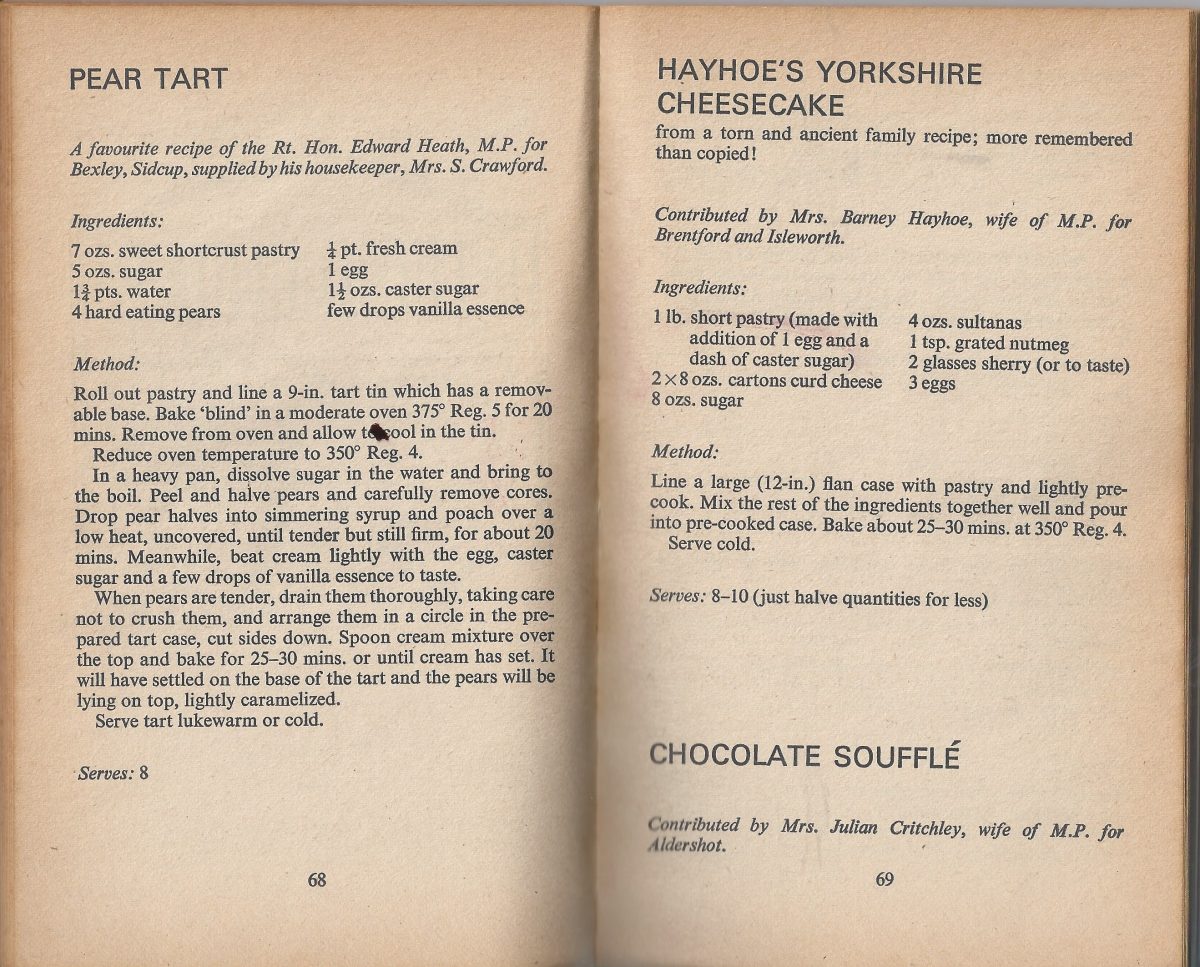 PEAR TART
A favourite recipe of the Rt. Hon. Edward Heath, M.P. for
Bexley, Sidcup, supplied by his housekeeper, Mrs. S. Crawford.
Ingredients:
7 ozs. sweet shortcrust pastry
5 ozs. sugar
1¾ pts. water
4 hard eating pears
¼ pt. fresh cream
1 egg
1½ ozs. caster sugar
few drops vanilla essence
Method:
Roll out pastry and line a 9-in. tart tin which has a remov-
able base. Bake ‘blind’ in a moderate oven 375° Reg. 5 for 20
mins. Remove from oven and allow to cool in the tin.
Reduce oven temperature to 350° Reg. 4.
In a heavy pan, dissolve sugar in the water and bring to
the boil. Peel and halve pears and carefully remove cores.
Drop pear halves into simmering syrup and poach over a
low heat, uncovered, until tender but still firm, for about 20
mins. Meanwhile, beat cream lightly with the egg, caster
sugar and a few drops of vanilla essence to taste.
When pears are tender, drain them thoroughly, taking care
not to crush them, and arrange them in a circle in the pre-
pared tart case, cut sides down. Spoon cream mixture over
the top and bake for 25–30 mins. or until cream has set. It
will have settled on the base of the tart and the pears will be
lying on top, lightly caramelized.
Serve tart lukewarm or cold.
Serves: 8
68
HAYHOE'S YORKSHIRE
CHEESECAKE
from a torn and ancient family recipe; more remembered
than copied!
Contributed by Mrs. Barney Hayhoe, wife of M.P. for
Brentford and Isleworth.
Ingredients:
1 lb. short pastry (made with
addition of 1 egg and a
dash of caster sugar)
2×8 ozs. cartons curd cheese
8 ozs. sugar
4 ozs. sultanas
1 tsp. grated nutmeg
2 glasses sherry (or to taste)
3 eggs
Method:
Line a large (12-in.) flan case with pastry and lightly pre-
cook. Mix the rest of the ingredients together well and pour
into pre-cooked case. Bake about 25–30 mins. at 350° Reg. 4.
Serve cold.
Serves: 8–10 (just halve quantities for less)
CHOCOLATE SOUFFLÉ
Contributed by Mrs. Julian Critchley, wife of M.P. for
Aldershot.
69